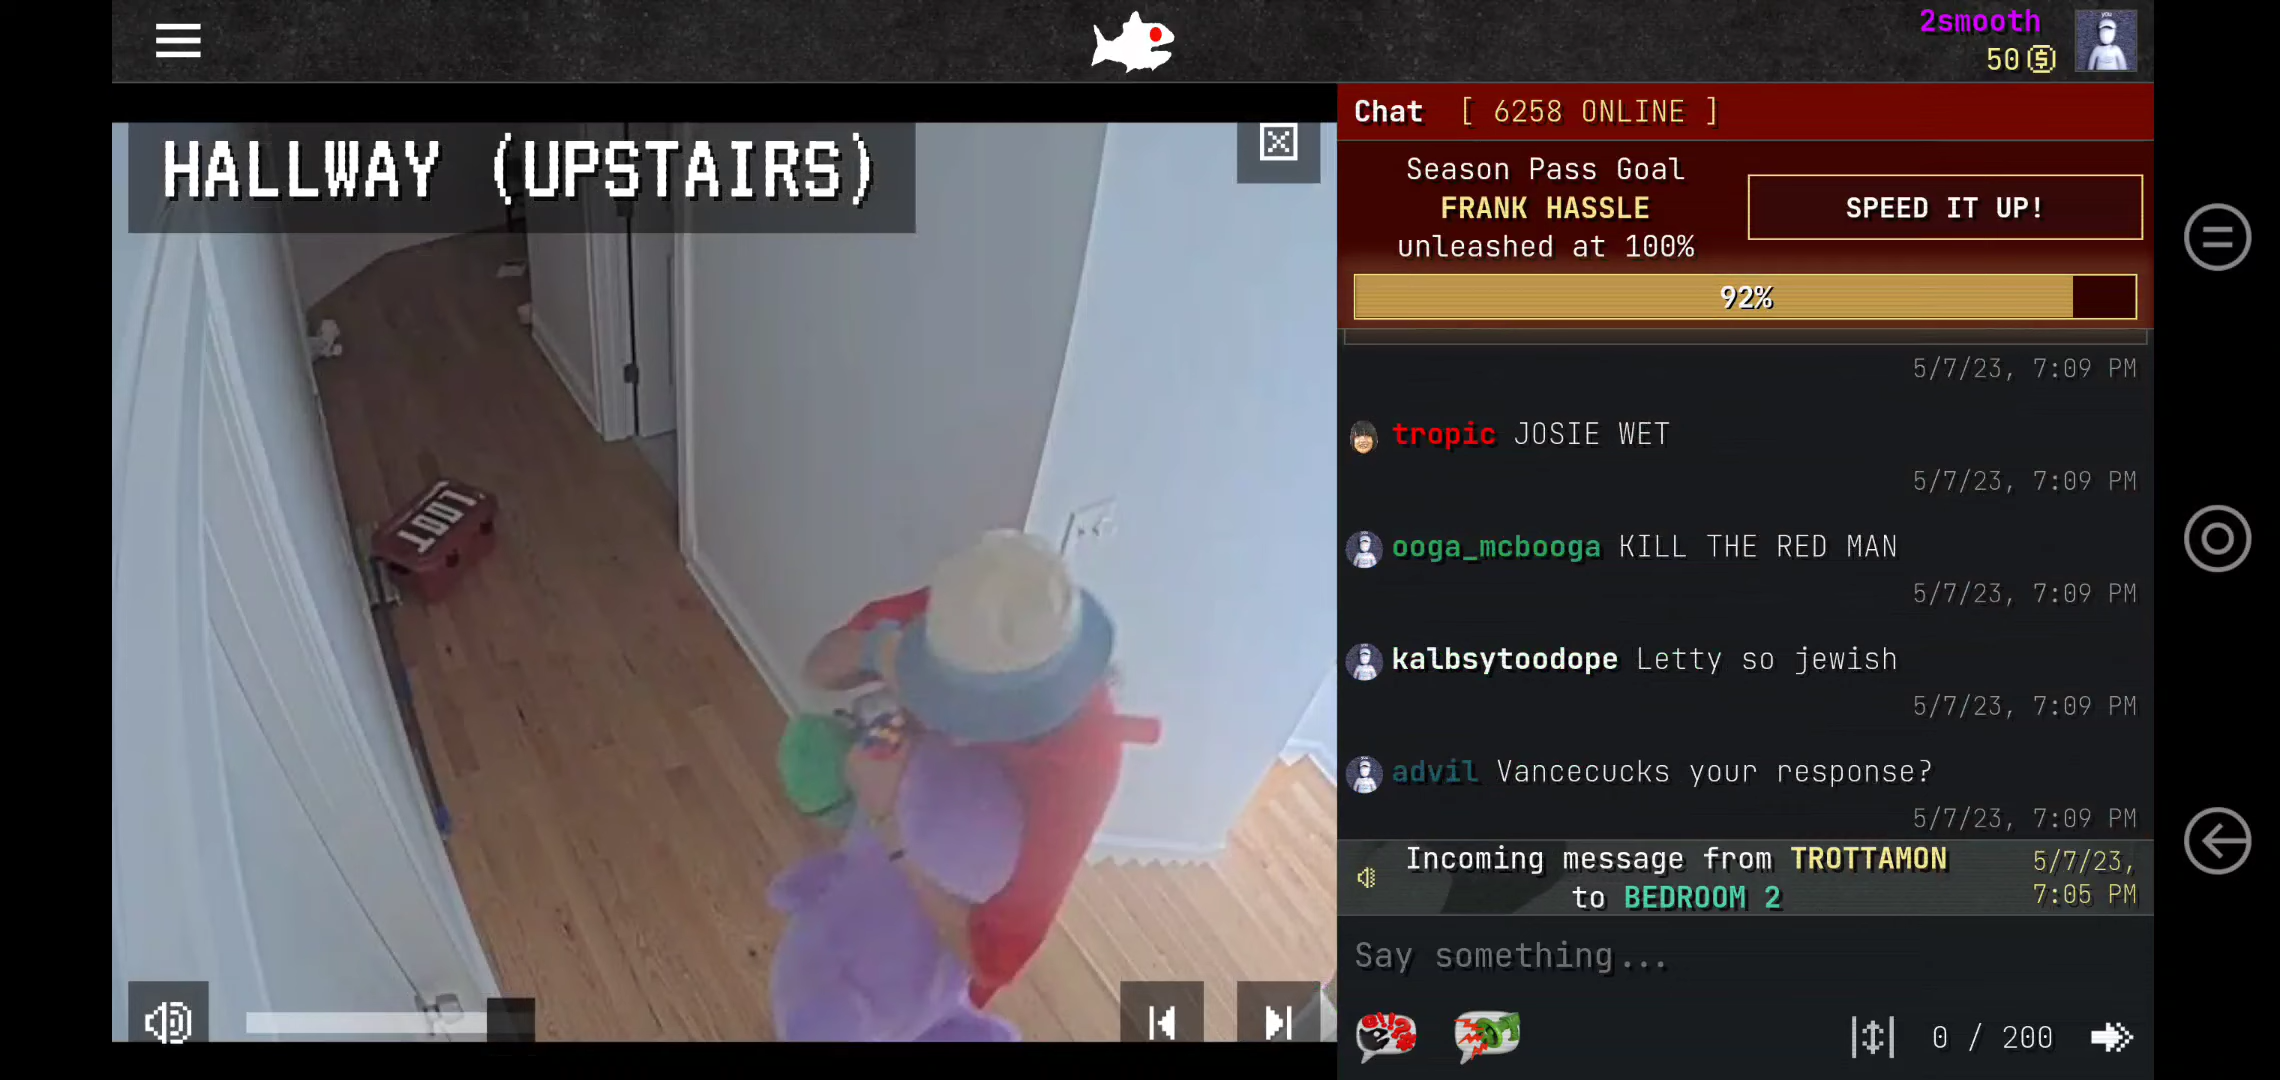 2smooth
50
HALLWAY (UPSTAIRS)
LOOT
Chat [ 6258 ONLINE ]
Season Pass Goal
FRANK HASSLE
unleashed at 100%
SPEED IT UP!
92%
5/7/23, 7:09 PM
tropic JOSIE WET
5/7/23, 7:09 PM
ooga_mcbooga KILL THE RED MAN
5/7/23, 7:09 PM
kalbsytoodope Letty so jewish
5/7/23, 7:09 PM
advil Vancecucks your response?
5/7/23, 7:09 PM
Incoming message from TROTTAMON
to BEDROOM 2
5/7/23,
7:05 PM
Say something...
0 / 200